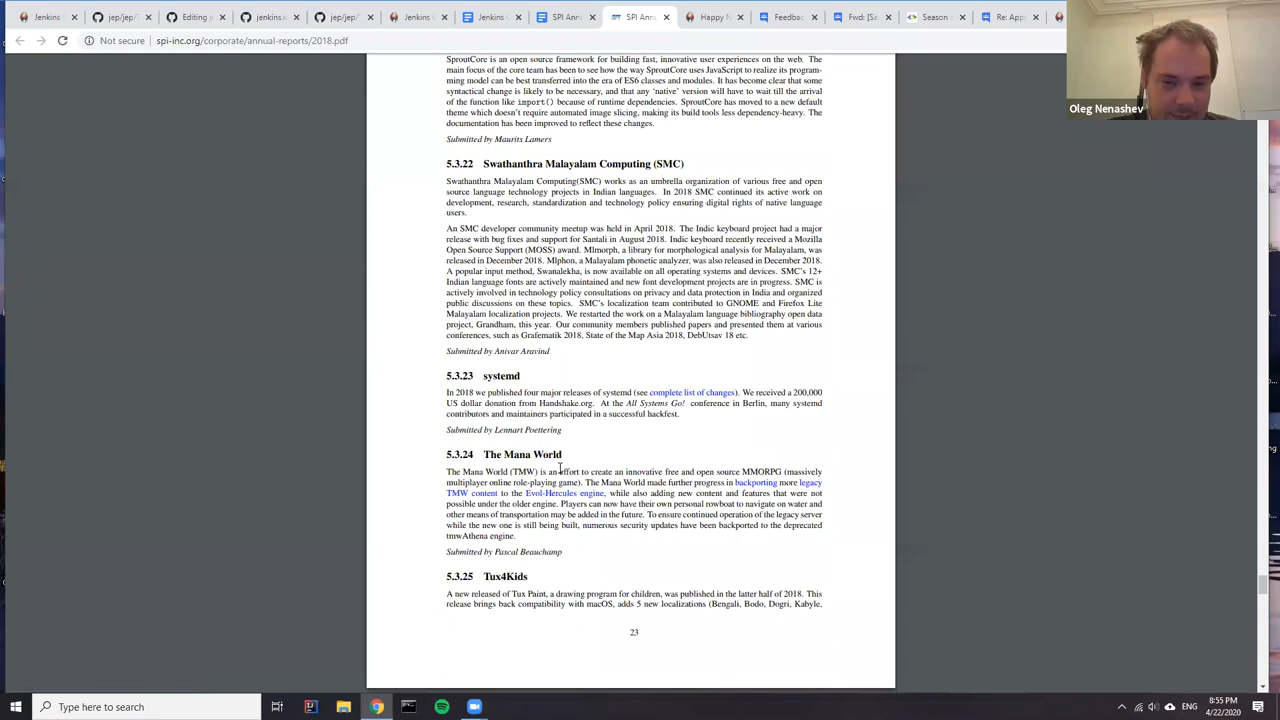 Jenkins
jep/jep/
Editing j
jenkins.i
jep/jep/
Jenkins
SPI Ann
SPI Ann
Happy N
Feedbac
Fwd: [Se
Season o
Re: Appr
Not secure | spi-inc.org/corporate/annual-reports/2018.pdf
Oleg Nenashev
SproutCore is an open source framework for building fast, innovative user experiences on the web. The
main focus of the core team has been to see how the way SproutCore uses JavaScript to realize its program-
ming model can be best transferred into the era of ES6 classes and modules. It has become clear that some
syntactical change is likely to be necessary, and that any ‘native’ version will have to wait till the arrival
of the function like import() because of runtime dependencies. SproutCore has moved to a new default
theme which doesn't require automated image slicing, making its build tools less dependency-heavy. The
documentation has been improved to reflect these changes.
Submitted by Maurits Lamers
5.3.22 Swathanthra Malayalam Computing (SMC)
Swathanthra Malayalam Computing(SMC) works as an umbrella organization of various free and open
source language technology projects in Indian languages. In 2018 SMC continued its active work on
development, research, standardization and technology policy ensuring digital rights of native language
users.
An SMC developer community meetup was held in April 2018. The Indic keyboard project had a major
release with bug fixes and support for Santali in August 2018. Indic keyboard recently received a Mozilla
Open Source Support (MOSS) award. Mlmorph, a library for morphological analysis for Malayalam, was
released in December 2018. Mlphon, a Malayalam phonetic analyzer, was also released in December 2018.
A popular input method, Swanalekha, is now available on all operating systems and devices. SMC's 12+
Indian language fonts are actively maintained and new font development projects are in progress. SMC is
actively involved in technology policy consultations on privacy and data protection in India and organized
public discussions on these topics. SMC's localization team contributed to GNOME and Firefox Lite
Malayalam localization projects. We restarted the work on a Malayalam language bibliography open data
project, Grandham, this year. Our community members published papers and presented them at various
conferences, such as Grafematik 2018, State of the Map Asia 2018, DebUtsav 18 etc.
Submitted by Anivar Aravind
5.3.23 systemd
In 2018 we published four major releases of systemd (see complete list of changes). We received a 200,000
US dollar donation from Handshake.org. At the All Systems Go! conference in Berlin, many systemd
contributors and maintainers participated in a successful hackfest.
Submitted by Lennart Poettering
5.3.24 The Mana World
The Mana World (TMW) is an effort to create an innovative free and open source MMORPG (massively
multiplayer online role-playing game). The Mana World made further progress in backporting more legacy
TMW content to the Evol-Hercules engine, while also adding new content and features that were not
possible under the older engine. Players can now have their own personal rowboat to navigate on water and
other means of transportation may be added in the future. To ensure continued operation of the legacy server
while the new one is still being built, numerous security updates have been backported to the deprecated
tmwAthena engine.
Submitted by Pascal Beauchamp
5.3.25 Tux4Kids
A new released of Tux Paint, a drawing program for children, was published in the latter half of 2018. This
release brings back compatibility with macOS, adds 5 new localizations (Bengali, Bodo, Dogri, Kabyle,
23
Type here to search
ENG
8:55 PM
4/22/2020